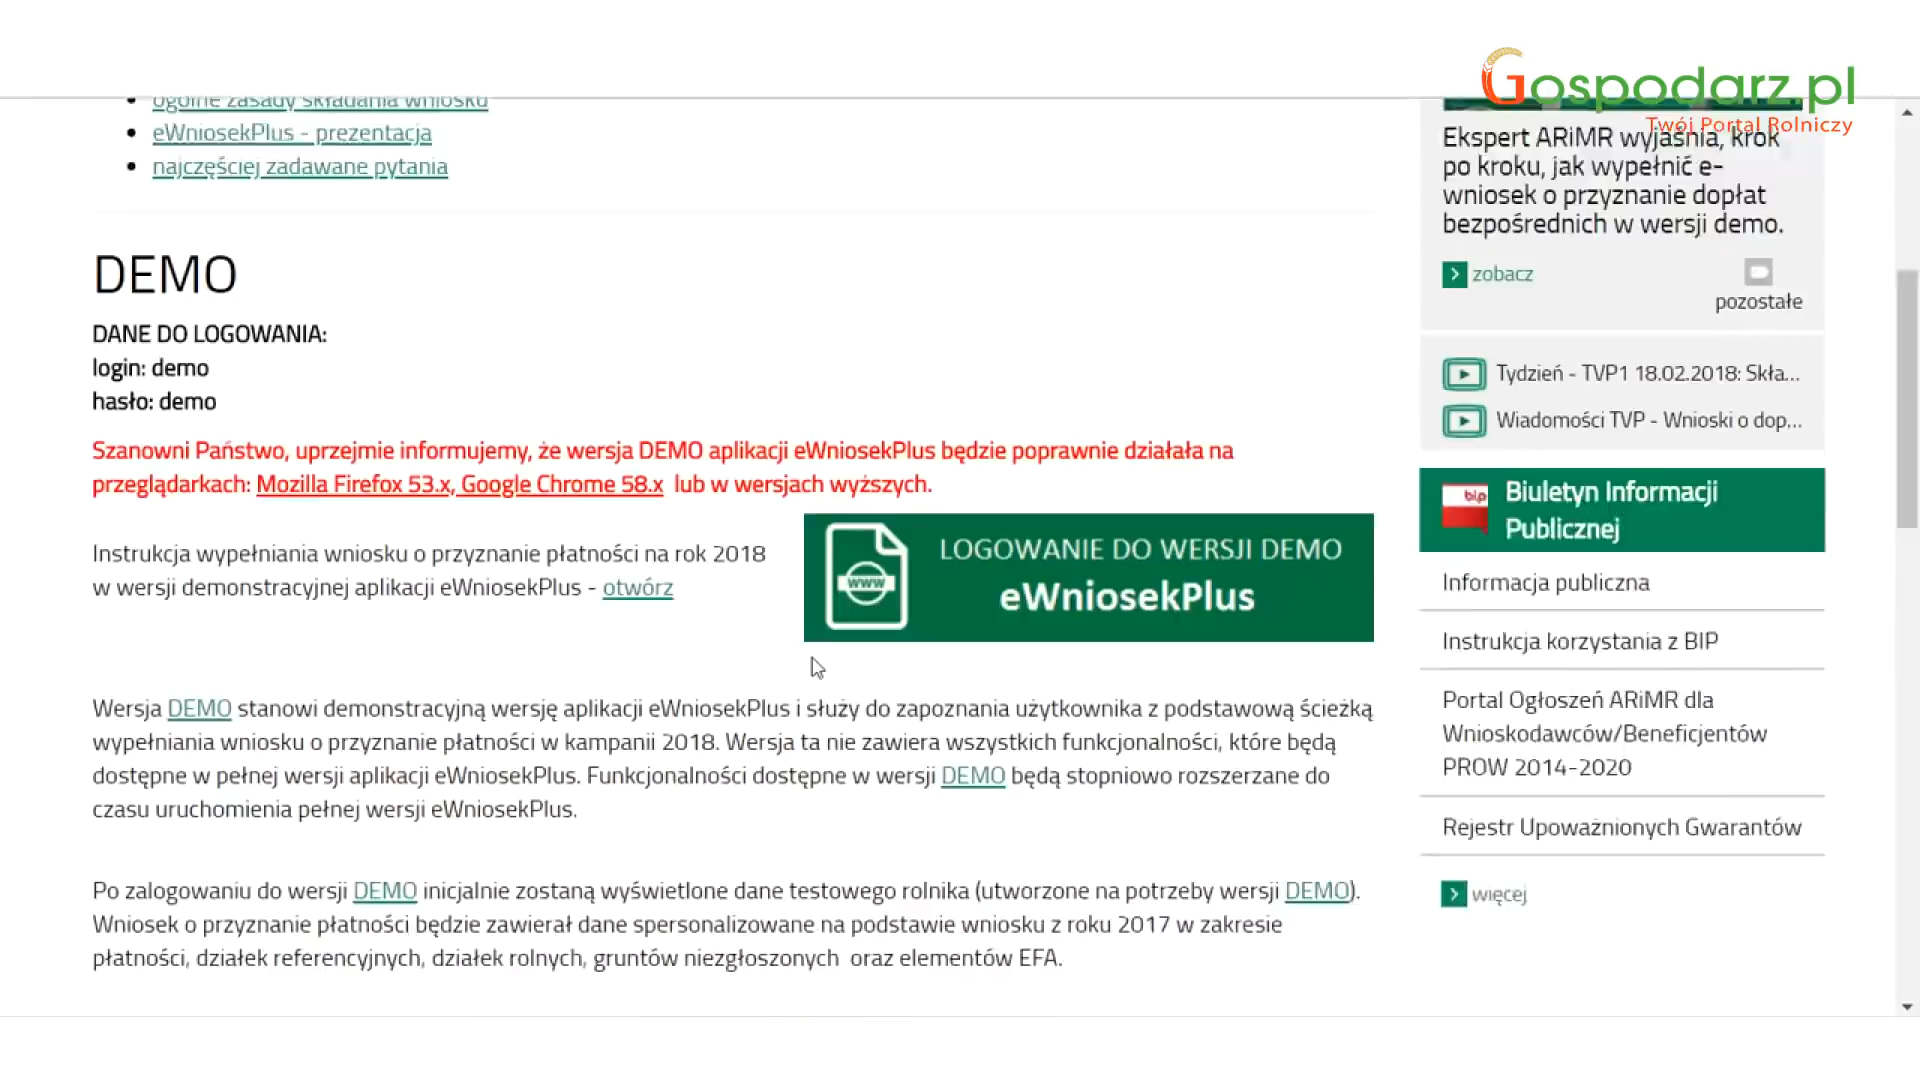 Gospodarz.pl
Twój Portal Rolniczy
ogólne zasady składania wniosku
eWniosekPlus - prezentacja
najczęściej zadawane pytania
DEMO
DANE DO LOGOWANIA:
login: demo
hasło: demo
Szanowni Państwo, uprzejmie informujemy, że wersja DEMO aplikacji eWniosekPlus będzie poprawnie działała na
przeglądarkach: Mozilla Firefox 53.x, Google Chrome 58.x lub w wersjach wyższych.
Instrukcja wypełniania wniosku o przyznanie płatności na rok 2018
w wersji demonstracyjnej aplikacji eWniosekPlus - otwórz
www
LOGOWANIE DO WERSJI DEMO
eWniosekPlus
Wersja DEMO stanowi demonstracyjną wersję aplikacji eWniosekPlus i służy do zapoznania użytkownika z podstawową ścieżką
wypełniania wniosku o przyznanie płatności w kampanii 2018. Wersja ta nie zawiera wszystkich funkcjonalności, które będą
dostępne w pełnej wersji aplikacji eWniosekPlus. Funkcjonalności dostępne w wersji DEMO będą stopniowo rozszerzane do
czasu uruchomienia pełnej wersji eWniosekPlus.
Po zalogowaniu do wersji DEMO inicjalnie zostaną wyświetlone dane testowego rolnika (utworzone na potrzeby wersji DEMO).
Wniosek o przyznanie płatności będzie zawierał dane spersonalizowane na podstawie wniosku z roku 2017 w zakresie
płatności, działek referencyjnych, działek rolnych, gruntów niezgłoszonych oraz elementów EFA.
Ekspert ARiMR wyjaśnia, krok
po kroku, jak wypełnić e-
wniosek o przyznanie dopłat
bezpośrednich w wersji demo.
zobacz
pozostałe
Tydzień - TVP1 18.02.2018: Skła...
Wiadomości TVP - Wnioski o dop...
bip
Biuletyn Informacji
Publicznej
Informacja publiczna
Instrukcja korzystania z BIP
Portal Ogłoszeń ARiMR dla
Wnioskodawców/Beneficjentów
PROW 2014-2020
Rejestr Upoważnionych Gwarantów
więcej